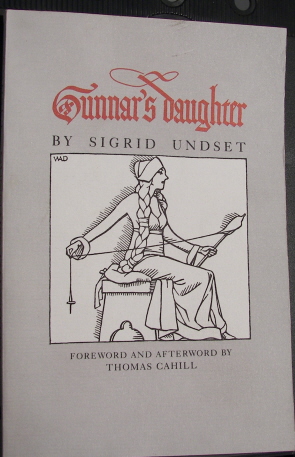 Gunnar's daughter
BY SIGRID UNDSET
WAD
FOREWORD AND AFTERWORD BY
THOMAS CAHILL